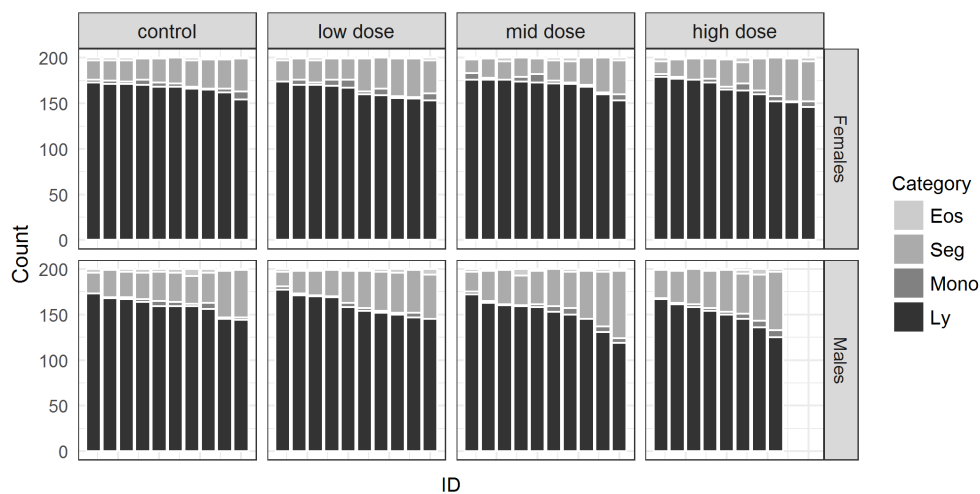 control low dose mid dose high dose
200
150
100
50
0
Females
200
150
100
50
0
Males
Count
ID
Category
Eos
Seg
Mono
Ly